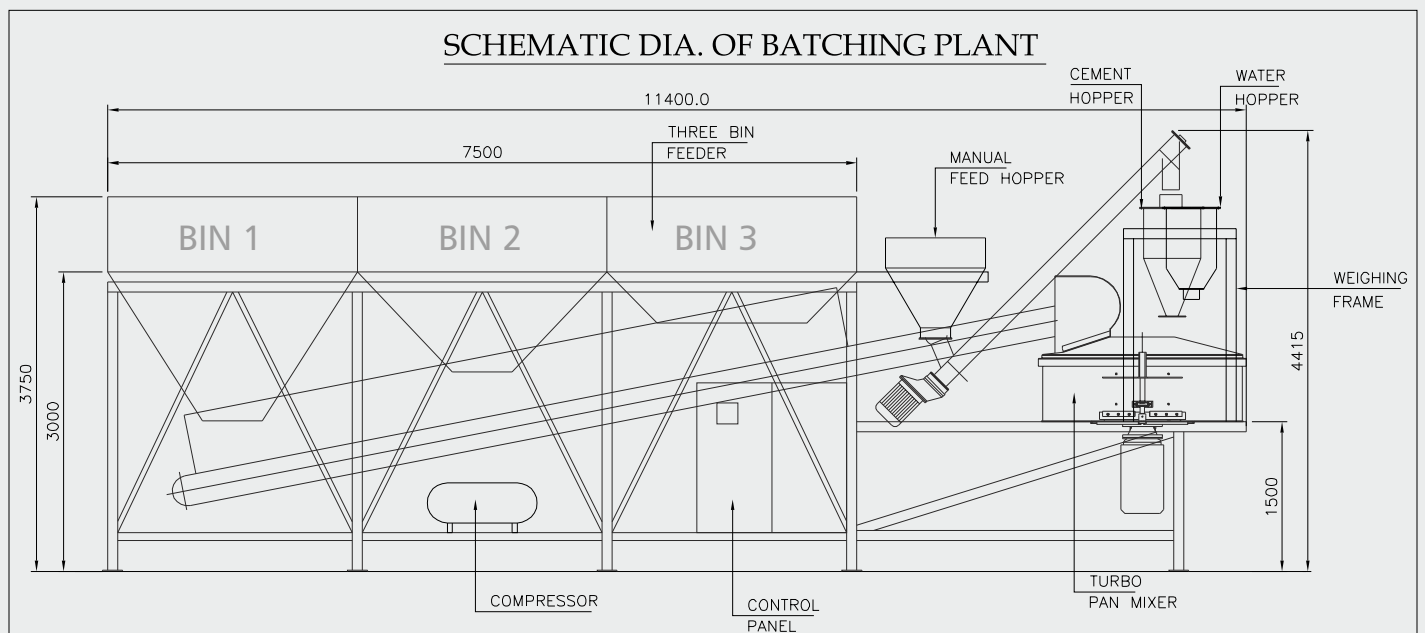 SCHEMATIC DIA. OF BATCHING PLANT
CEMENT
HOPPER
WATER
HOPPER
11400.0
THREE BIN
FEEDER
7500
MANUAL
FEED HOPPER
BIN 1
BIN 2
BIN 3
WEIGHING
FRAME
3750
3000
4415
1500
COMPRESSOR
CONTROL
PANEL
TURBO
PAN MIXER